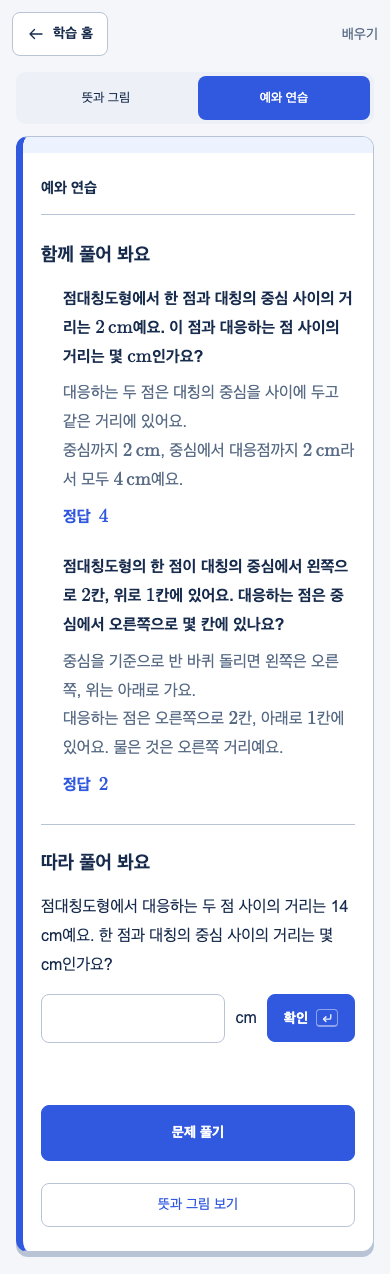 ← 학습 홈
배우기
뜻과 그림
예와 연습
예와 연습
함께 풀어 봐요
점대칭도형에서 한 점과 대칭의 중심 사이의 거
리는 2 cm예요. 이 점과 대응하는 점 사이의
거리는 몇 cm인가요?
대응하는 두 점은 대칭의 중심을 사이에 두고
같은 거리에 있어요.
중심까지 2 cm, 중심에서 대응점까지 2 cm라
서 모두 4 cm예요.
정답 4
점대칭도형의 한 점이 대칭의 중심에서 왼쪽으
로 2칸, 위로 1칸에 있어요. 대응하는 점은 중
심에서 오른쪽으로 몇 칸에 있나요?
중심을 기준으로 반 바퀴 돌리면 왼쪽은 오른
쪽, 위는 아래로 가요.
대응하는 점은 오른쪽으로 2칸, 아래로 1칸에
있어요. 물은 것은 오른쪽 거리예요.
정답 2
따라 풀어 봐요
점대칭도형에서 대응하는 두 점 사이의 거리는 14
cm예요. 한 점과 대칭의 중심 사이의 거리는 몇
cm인가요?
cm
확인 ↵
문제 풀기
뜻과 그림 보기